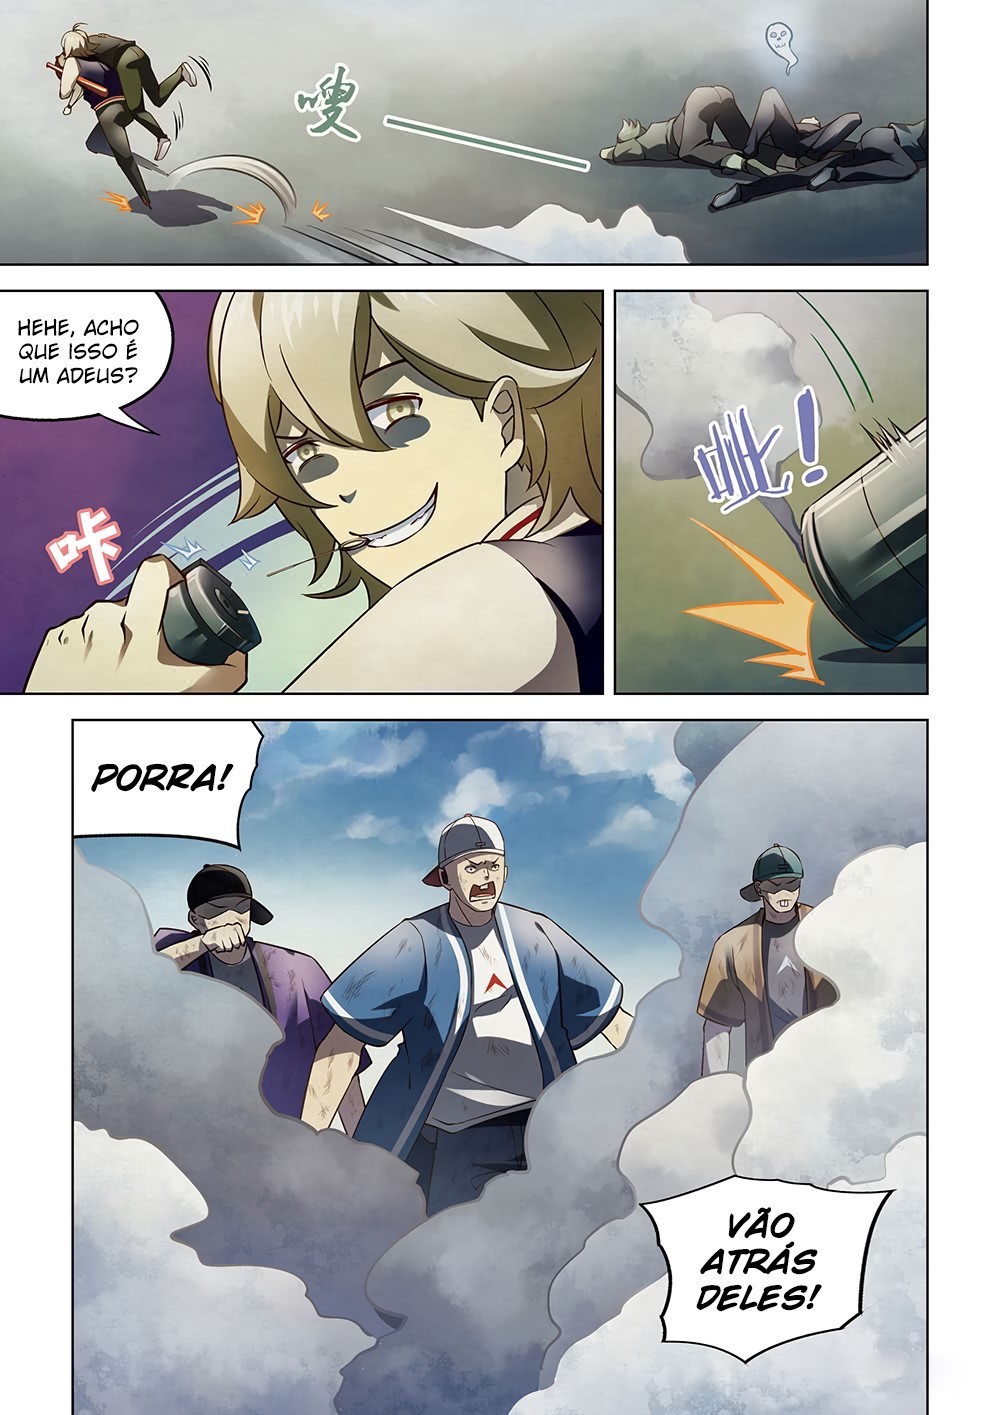 嗖
HEHE, ACHO
QUE ISSO É
UM ADEUS?
咔
呲!
PORRA!
VÃO
ATRÁS
DELES!